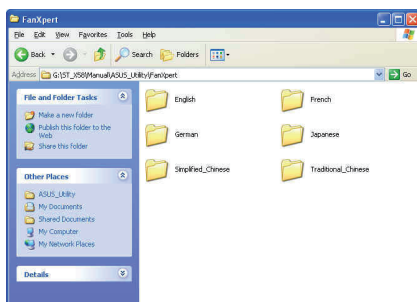 FanXpert
File Edit View Favorites Tools Help
Back Search Folders
Address G:\ST_X58\Manual\ASUS_Utility\FanXpert Go
File and Folder Tasks
Make a new folder
Publish this folder to the
Web
Share this folder
Other Places
ASUS_Utility
My Documents
Shared Documents
My Computer
My Network Places
Details
English French
German Japanese
Simplified_Chinese Traditional_Chinese